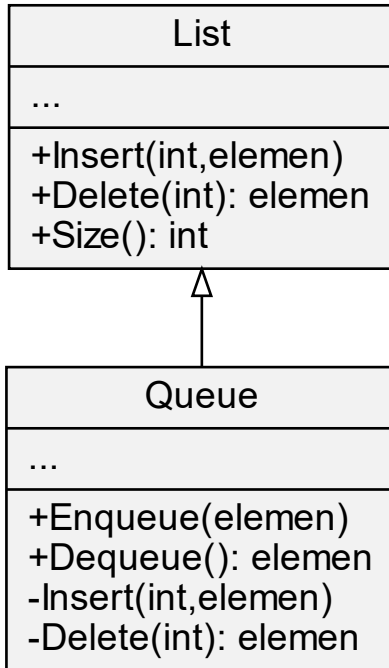 List
...
+Insert(int,elemen)
+Delete(int): elemen
+Size(): int
Queue
...
+Enqueue(elemen)
+Dequeue(): elemen
-Insert(int,elemen)
-Delete(int): elemen